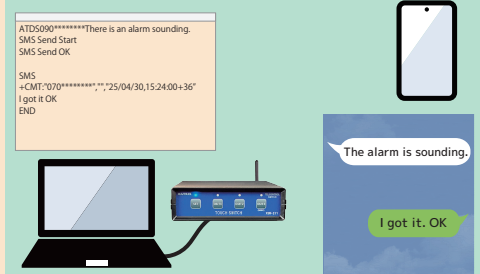 ATDS090********There is an alarm sounding.
SMS Send Start
SMS Send OK
SMS
+CMT:"070********","","25/04/30,15:24:00+36"
I got it OK
END
The alarm is sounding.
I got it. OK
TOUCH SWITCH